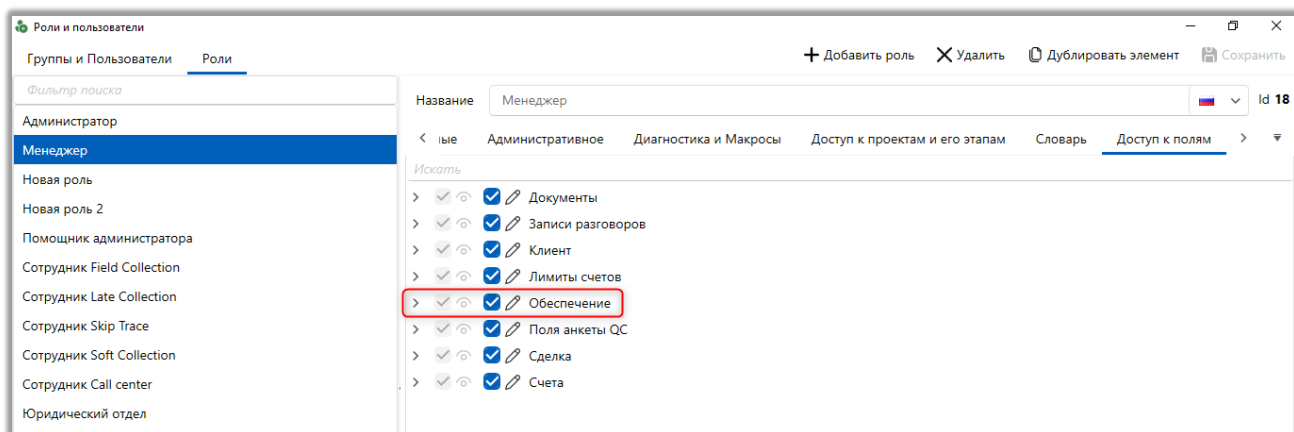 Роли и пользователи
Группы и Пользователи Роли
Добавить роль Удалить Дублировать элемент Сохранить
Фильтр поиска
Администратор
Менеджер
Новая роль
Новая роль 2
Помощник администратора
Сотрудник Field Collection
Сотрудник Late Collection
Сотрудник Skip Trace
Сотрудник Soft Collection
Сотрудник Call center
Юридический отдел
Название Менеджер Id 18
ные Административное Диагностика и Макросы Доступ к проектам и его этапам Словарь Доступ к полям
Искать
Документы
Записи разговоров
Клиент
Лимиты счетов
Обеспечение
Поля анкеты QC
Сделка
Счета